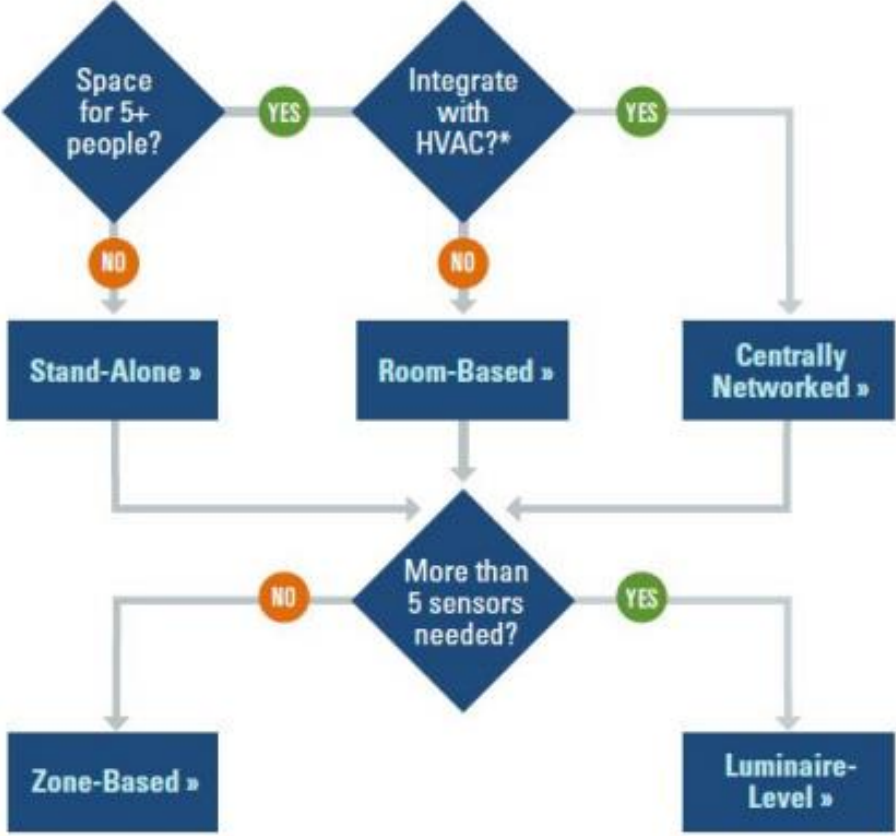 Space
for 5+
people?
YES
Integrate
with
HVAC?*
YES
NO
NO
Stand-Alone »
Room-Based »
Centrally
Networked »
More than
5 sensors
needed?
NO
YES
Zone-Based »
Luminaire-
Level »